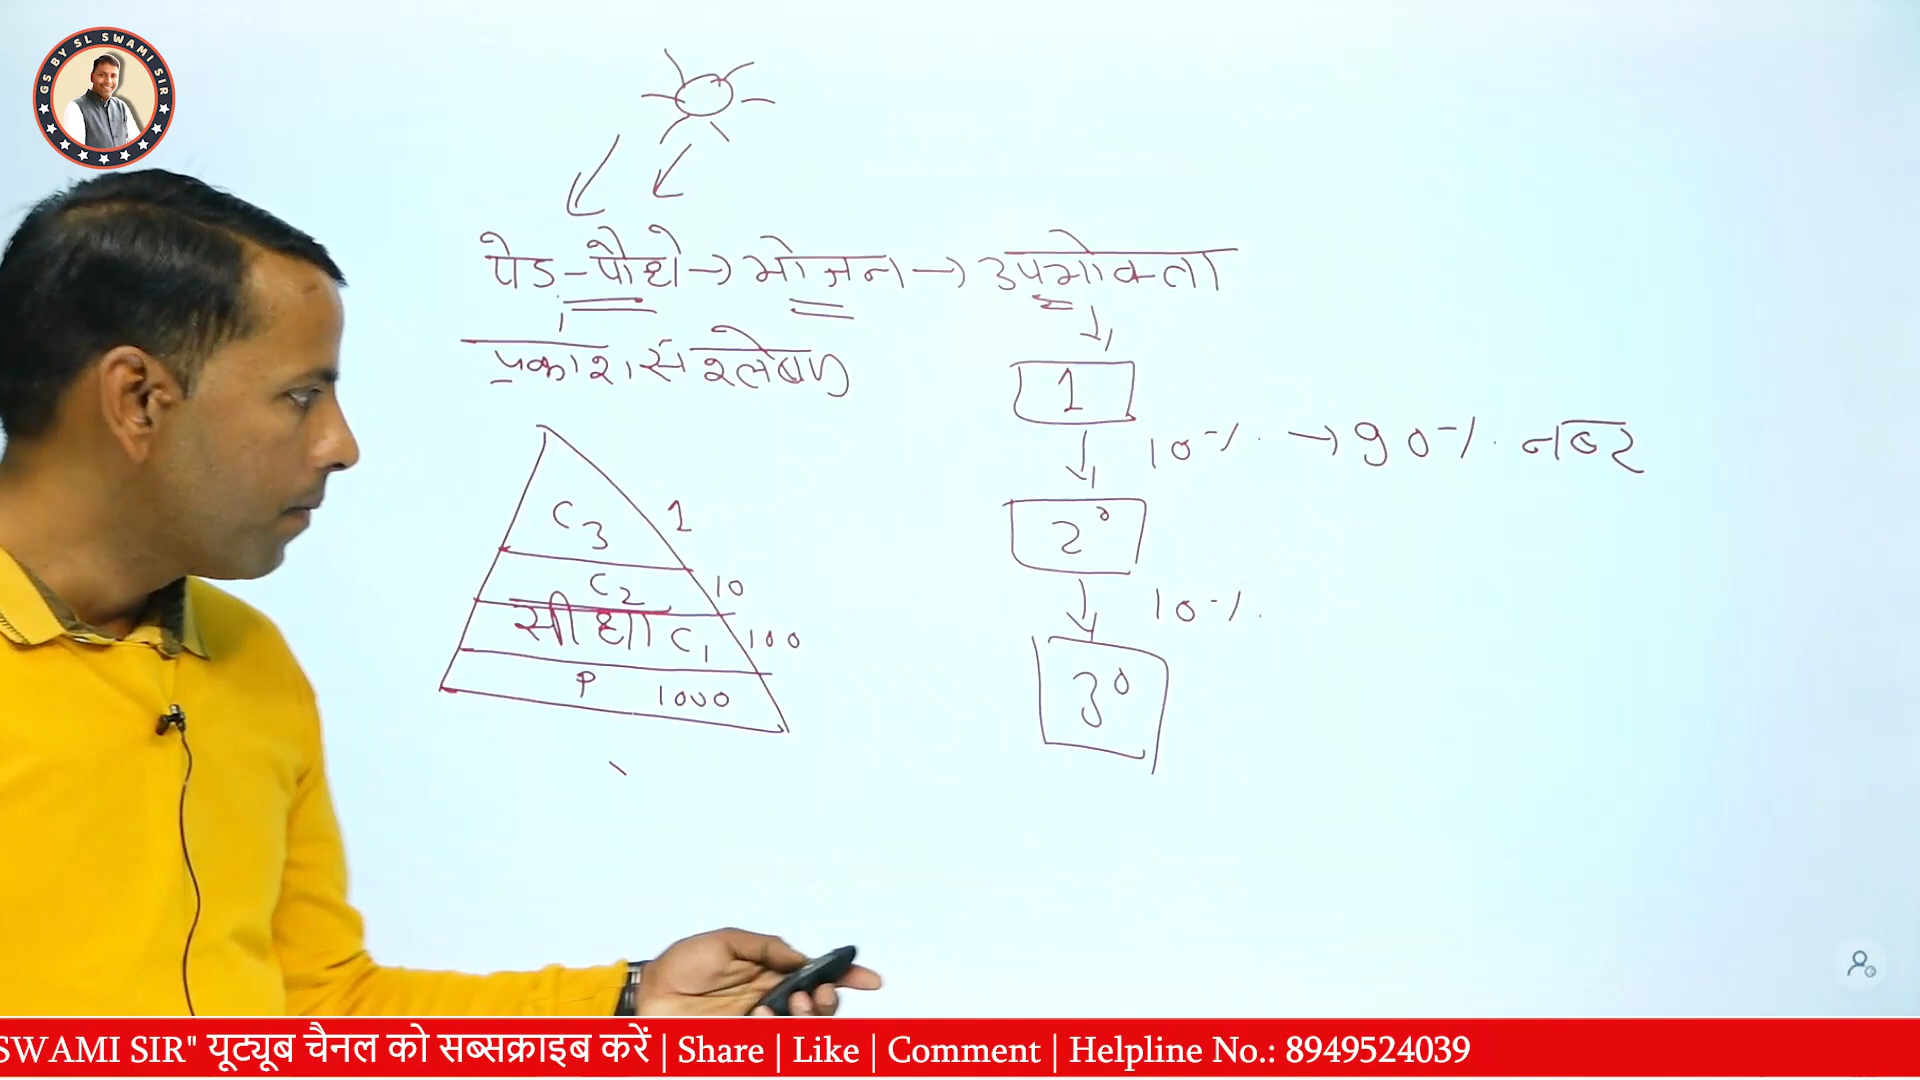 GS BY SL SWAMI SIR
पेड-पौधे → भोजन → उपभोक्ता
प्रकाश संश्लेषण
1
10% → 90% नष्ट
2°
10%
3°
C3 1
C2 10
सीधा C1 100
P 1000
SWAMI SIR" यूट्यूब चैनल को सब्सक्राइब करें | Share | Like | Comment | Helpline No.: 8949524039